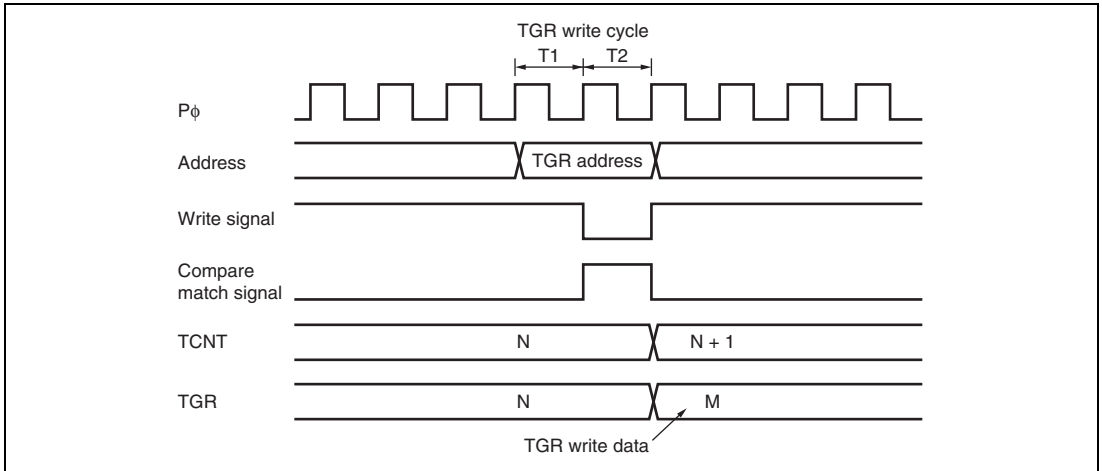 TGR write cycle
T1 T2
Pϕ
Address
TGR address
Write signal
Compare
match signal
TCNT
N
N + 1
TGR
N
M
TGR write data